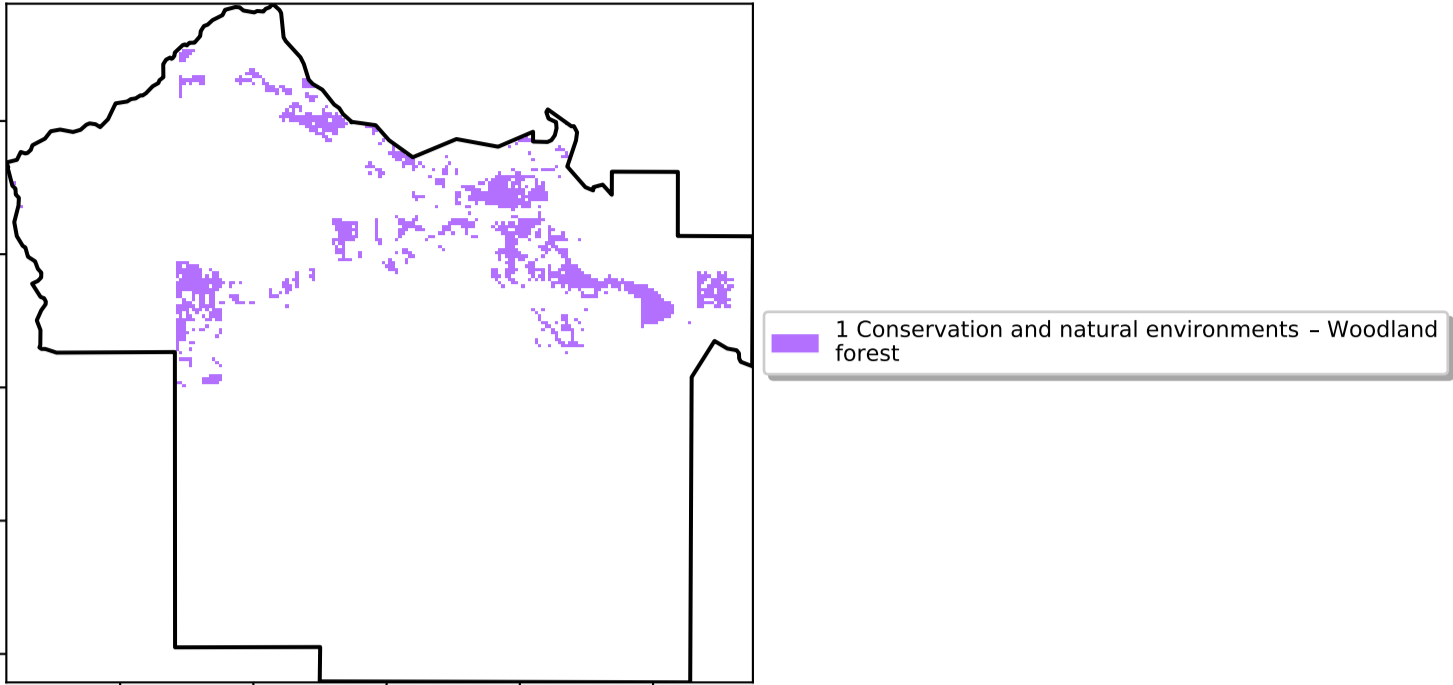 1 Conservation and natural environments – Woodland
forest